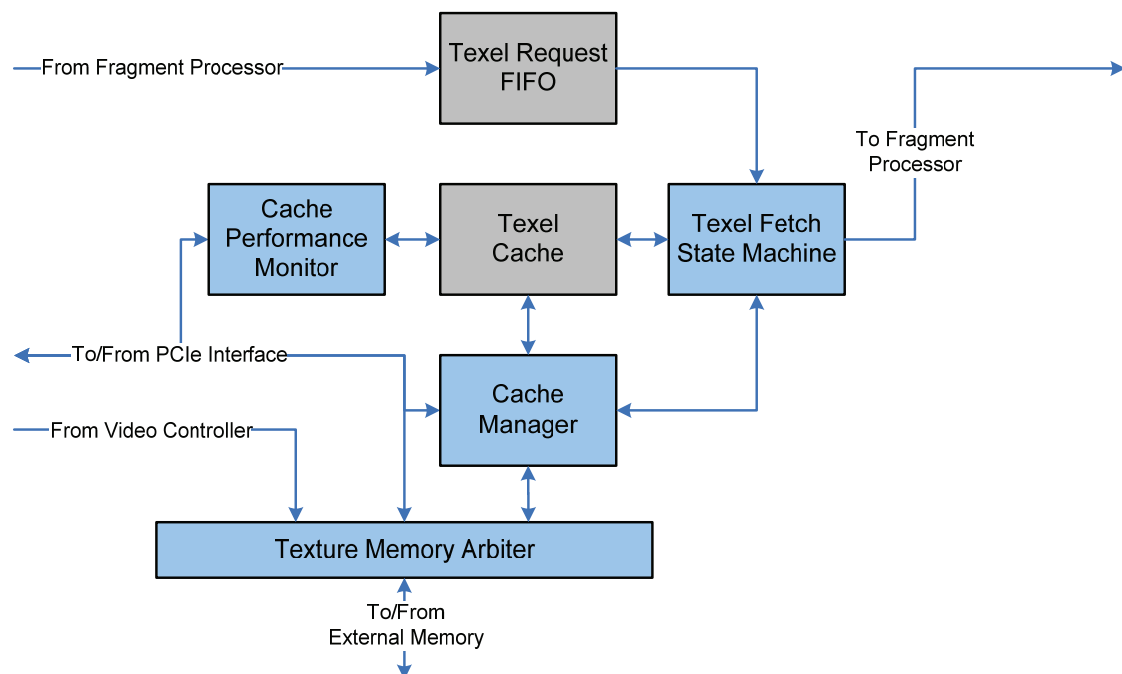 Texel Request
FIFO
From Fragment Processor
To Fragment
Processor
Cache
Performance
Monitor
Texel
Cache
Texel Fetch
State Machine
To/From PCIe Interface
Cache
Manager
From Video Controller
Texture Memory Arbiter
To/From
External Memory